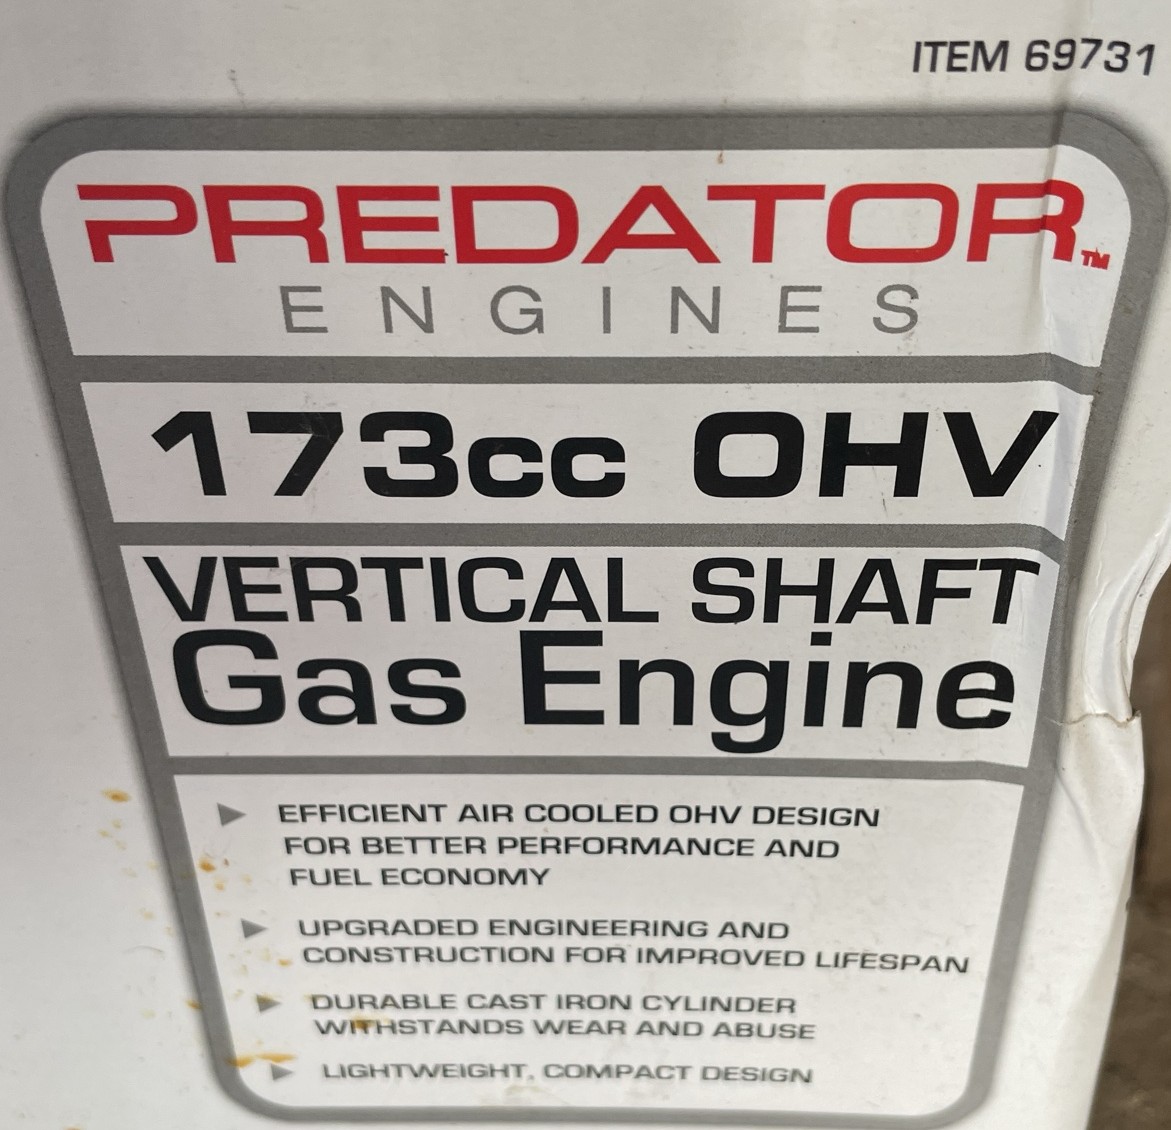 ITEM 69731
PREDATOR™
ENGINES
173cc OHV
VERTICAL SHAFT
Gas Engine
► EFFICIENT AIR COOLED OHV DESIGN
FOR BETTER PERFORMANCE AND
FUEL ECONOMY
► UPGRADED ENGINEERING AND
CONSTRUCTION FOR IMPROVED LIFESPAN
► DURABLE CAST IRON CYLINDER
WITHSTANDS WEAR AND ABUSE
► LIGHTWEIGHT, COMPACT DESIGN